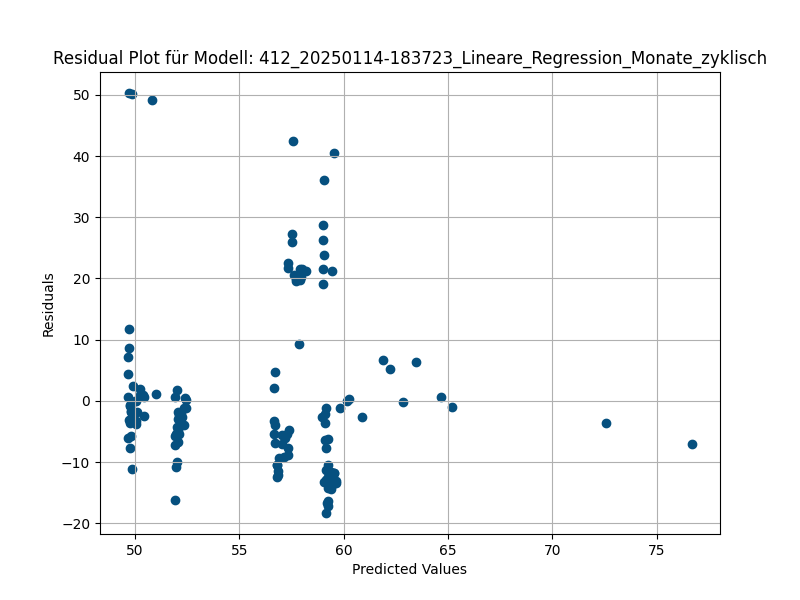 Residual Plot für Modell: 412_20250114-183723_Lineare_Regression_Monate_zyklisch
50
40
30
20
10
0
−10
−20
Residuals
50 55 60 65 70 75
Predicted Values